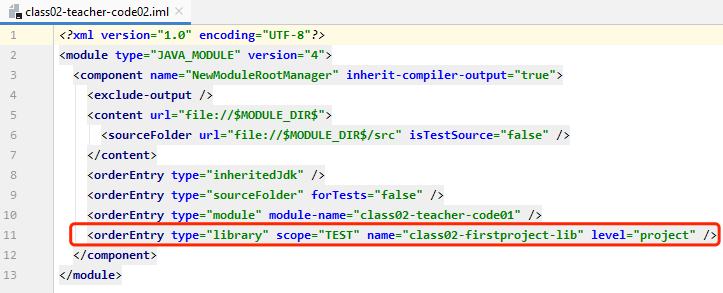 class02-teacher-code02.iml
1 <?xml version="1.0" encoding="UTF-8"?>
2 <module type="JAVA_MODULE" version="4">
3 <component name="NewModuleRootManager" inherit-compiler-output="true">
4 <exclude-output />
5 <content url="file://$MODULE_DIR$">
6 <sourceFolder url="file://$MODULE_DIR$/src" isTestSource="false" />
7 </content>
8 <orderEntry type="inheritedJdk" />
9 <orderEntry type="sourceFolder" forTests="false" />
10 <orderEntry type="module" module-name="class02-teacher-code01" />
11 <orderEntry type="library" scope="TEST" name="class02-firstproject-lib" level="project" />
12 </component>
13 </module>